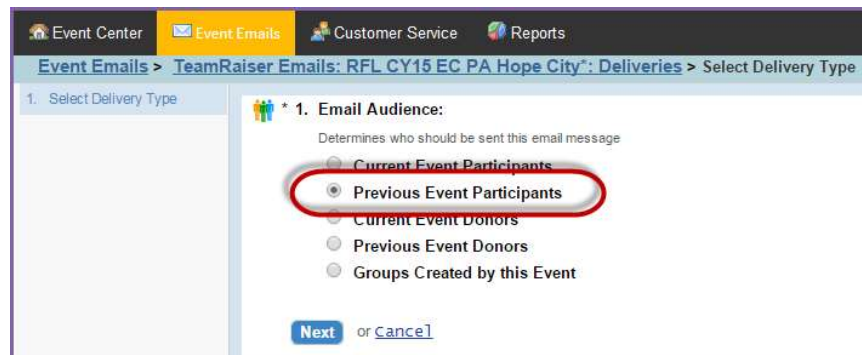 Event Center Event Emails Customer Service Reports
Event Emails > TeamRaiser Emails: RFL CY15 EC PA Hope City*: Deliveries > Select Delivery Type
1. Select Delivery Type
* 1. Email Audience:
Determines who should be sent this email message
Current Event Participants
Previous Event Participants
Current Event Donors
Previous Event Donors
Groups Created by this Event
Next or Cancel